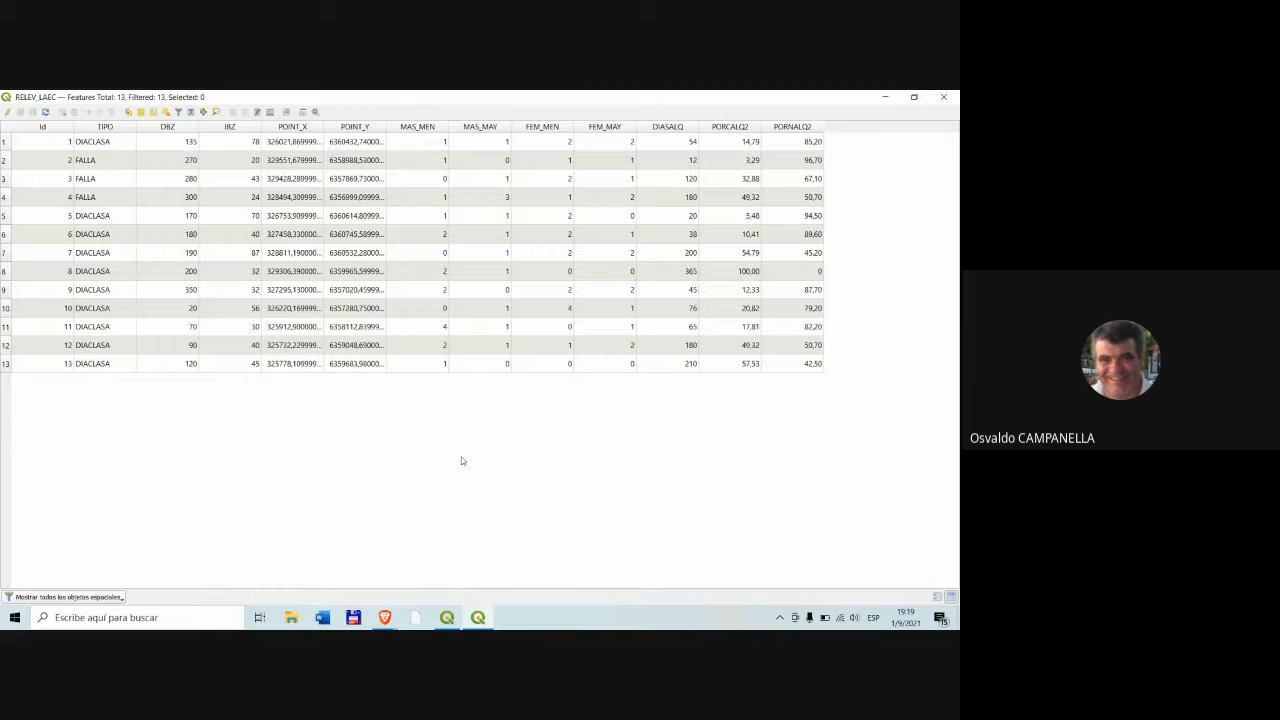 RELEV_LAEC — Features Total: 13, Filtered: 13, Selected: 0
Id TIPO DBZ IBZ POINT_X POINT_Y MAS_MEN MAS_MAY FEM_MEN FEM_MAY DIASALQ PORCALQ2 PORNALQ2
1 1 DIACLASA 135 78 326021,869999... 6360432,74000... 1 1 2 2 54 14,79 85,20
2 2 FALLA 270 20 329551,679999... 6358988,53000... 1 0 1 1 12 3,29 96,70
3 3 FALLA 280 43 329428,289999... 6357869,73000... 0 1 2 1 120 32,88 67,10
4 4 FALLA 300 24 328494,309999... 6356999,09999... 1 3 1 2 180 49,32 50,70
5 5 DIACLASA 170 70 326753,909999... 6360614,80999... 1 1 2 0 20 5,48 94,50
6 6 DIACLASA 180 40 327458,330000... 6360745,58999... 2 1 2 1 38 10,41 89,60
7 7 DIACLASA 190 87 328811,190000... 6360532,28000... 0 1 2 2 200 54,79 45,20
8 8 DIACLASA 200 32 329306,390000... 6359965,59999... 2 1 0 0 365 100,00 0
9 9 DIACLASA 350 32 327295,130000... 6357020,45999... 2 0 2 2 45 12,33 87,70
10 10 DIACLASA 20 56 326220,169999... 6357280,75000... 0 1 4 1 76 20,82 79,20
11 11 DIACLASA 70 30 325912,900000... 6358112,83999... 4 1 0 1 65 17,81 82,20
12 12 DIACLASA 90 40 325732,229999... 6359048,69000... 2 1 1 2 180 49,32 50,70
13 13 DIACLASA 120 45 325778,109999... 6359683,98000... 1 0 0 0 210 57,53 42,50
Osvaldo CAMPANELLA
Mostrar todos los objetos espaciales
Escribe aquí para buscar
ESP
19:19
1/9/2021
15